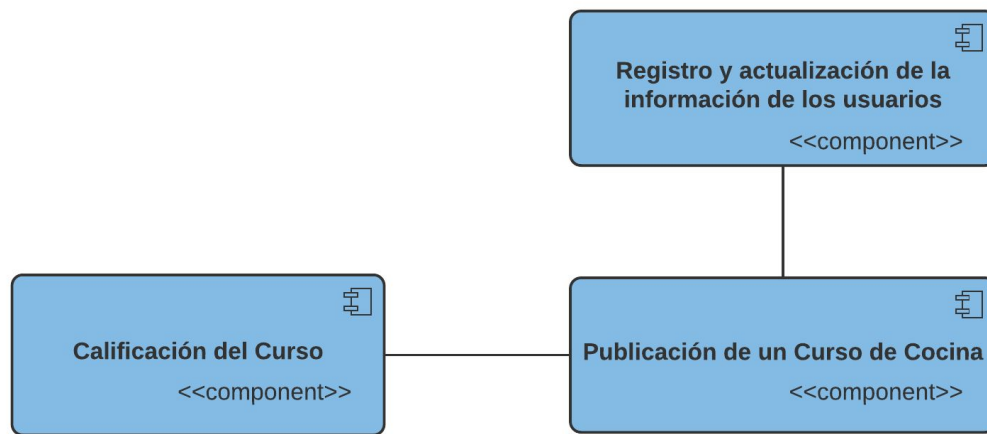 Registro y actualización de la
información de los usuarios
<<component>>
Calificación del Curso
<<component>>
Publicación de un Curso de Cocina
<<component>>